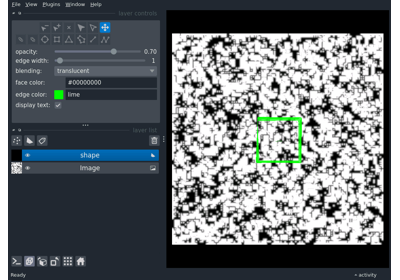 File View Plugins Window Help
layer controls
opacity: 0.70
edge width: 1
blending: translucent
face color: #00000000
edge color: lime
display text:
layer list
shape
Image
Ready
activity